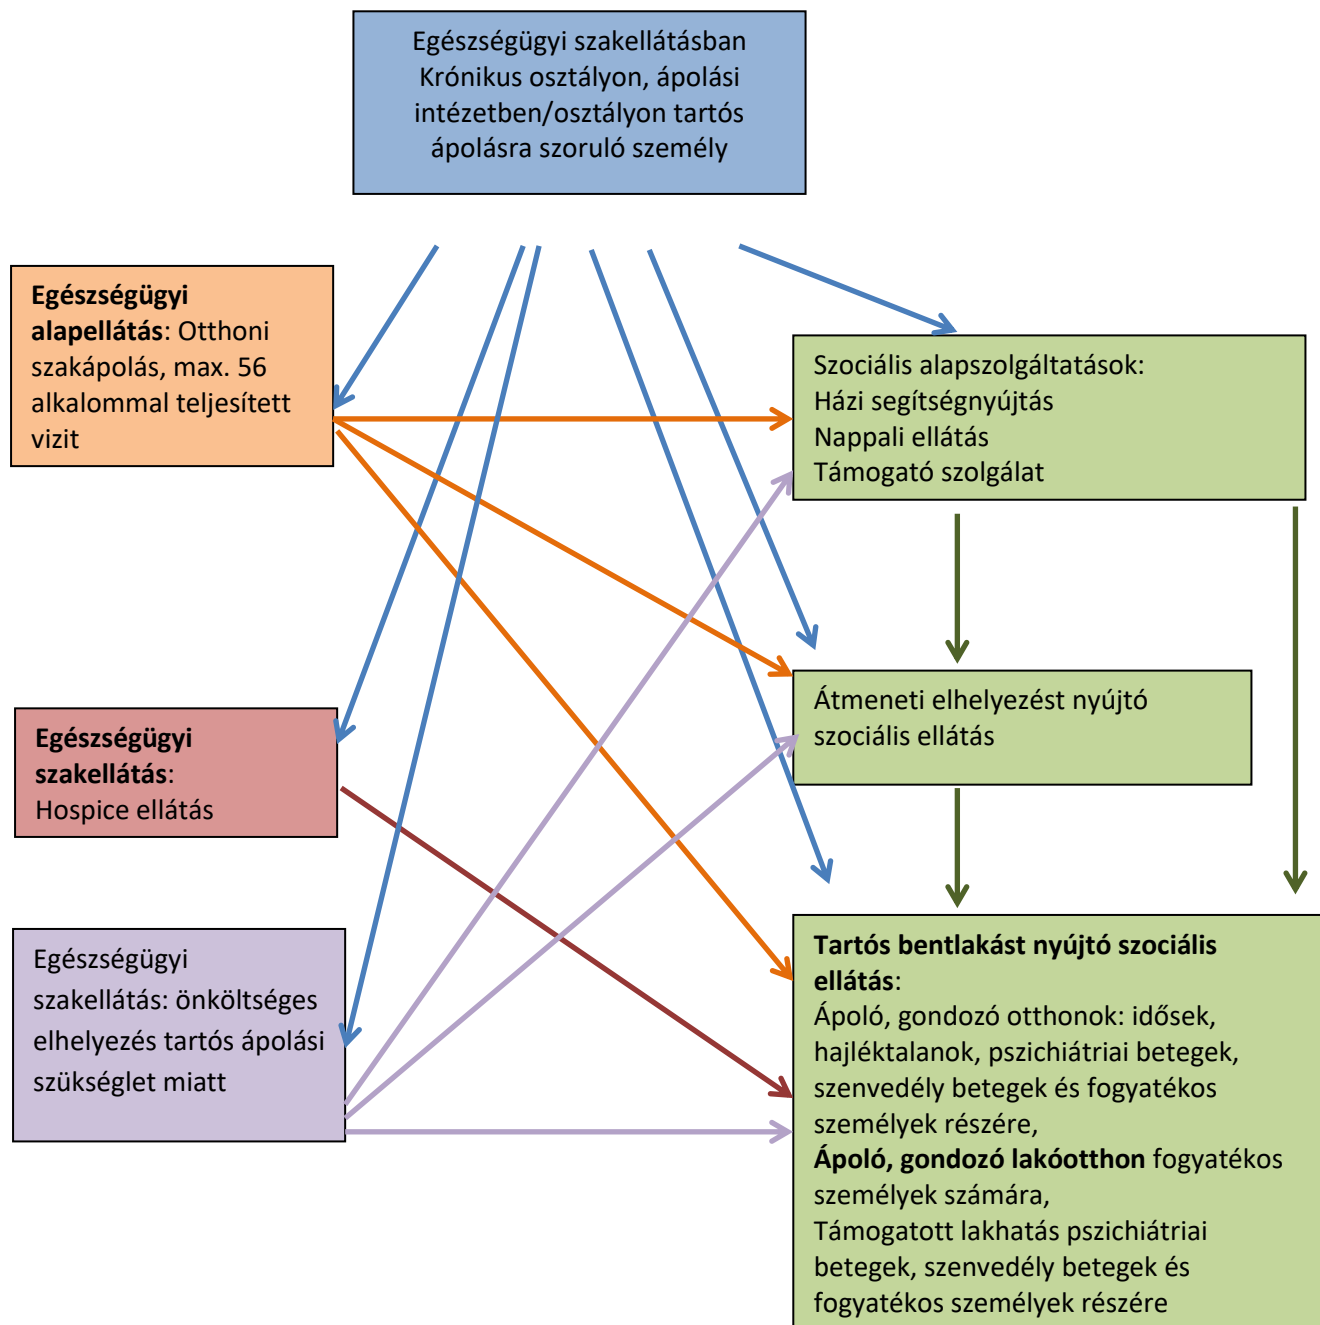 Egészségügyi szakellátásban
Krónikus osztályon, ápolási
intézetben/osztályon tartós
ápolásra szoruló személy
Egészségügyi
alapellátás: Otthoni
szakápolás, max. 56
alkalommal teljesített
vizit
Szociális alapszolgáltatások:
Házi segítségnyújtás
Nappali ellátás
Támogató szolgálat
Átmeneti elhelyezést nyújtó
szociális ellátás
Egészségügyi
szakellátás:
Hospice ellátás
Egészségügyi
szakellátás: önköltséges
elhelyezés tartós ápolási
szükséglet miatt
Tartós bentlakást nyújtó szociális
ellátás:
Ápoló, gondozó otthonok: idősek,
hajléktalanok, pszichiátriai betegek,
szenvedély betegek és fogyatékos
személyek részére,
Ápoló, gondozó lakóotthon fogyatékos
személyek számára,
Támogatott lakhatás pszichiátriai
betegek, szenvedély betegek és
fogyatékos személyek részére